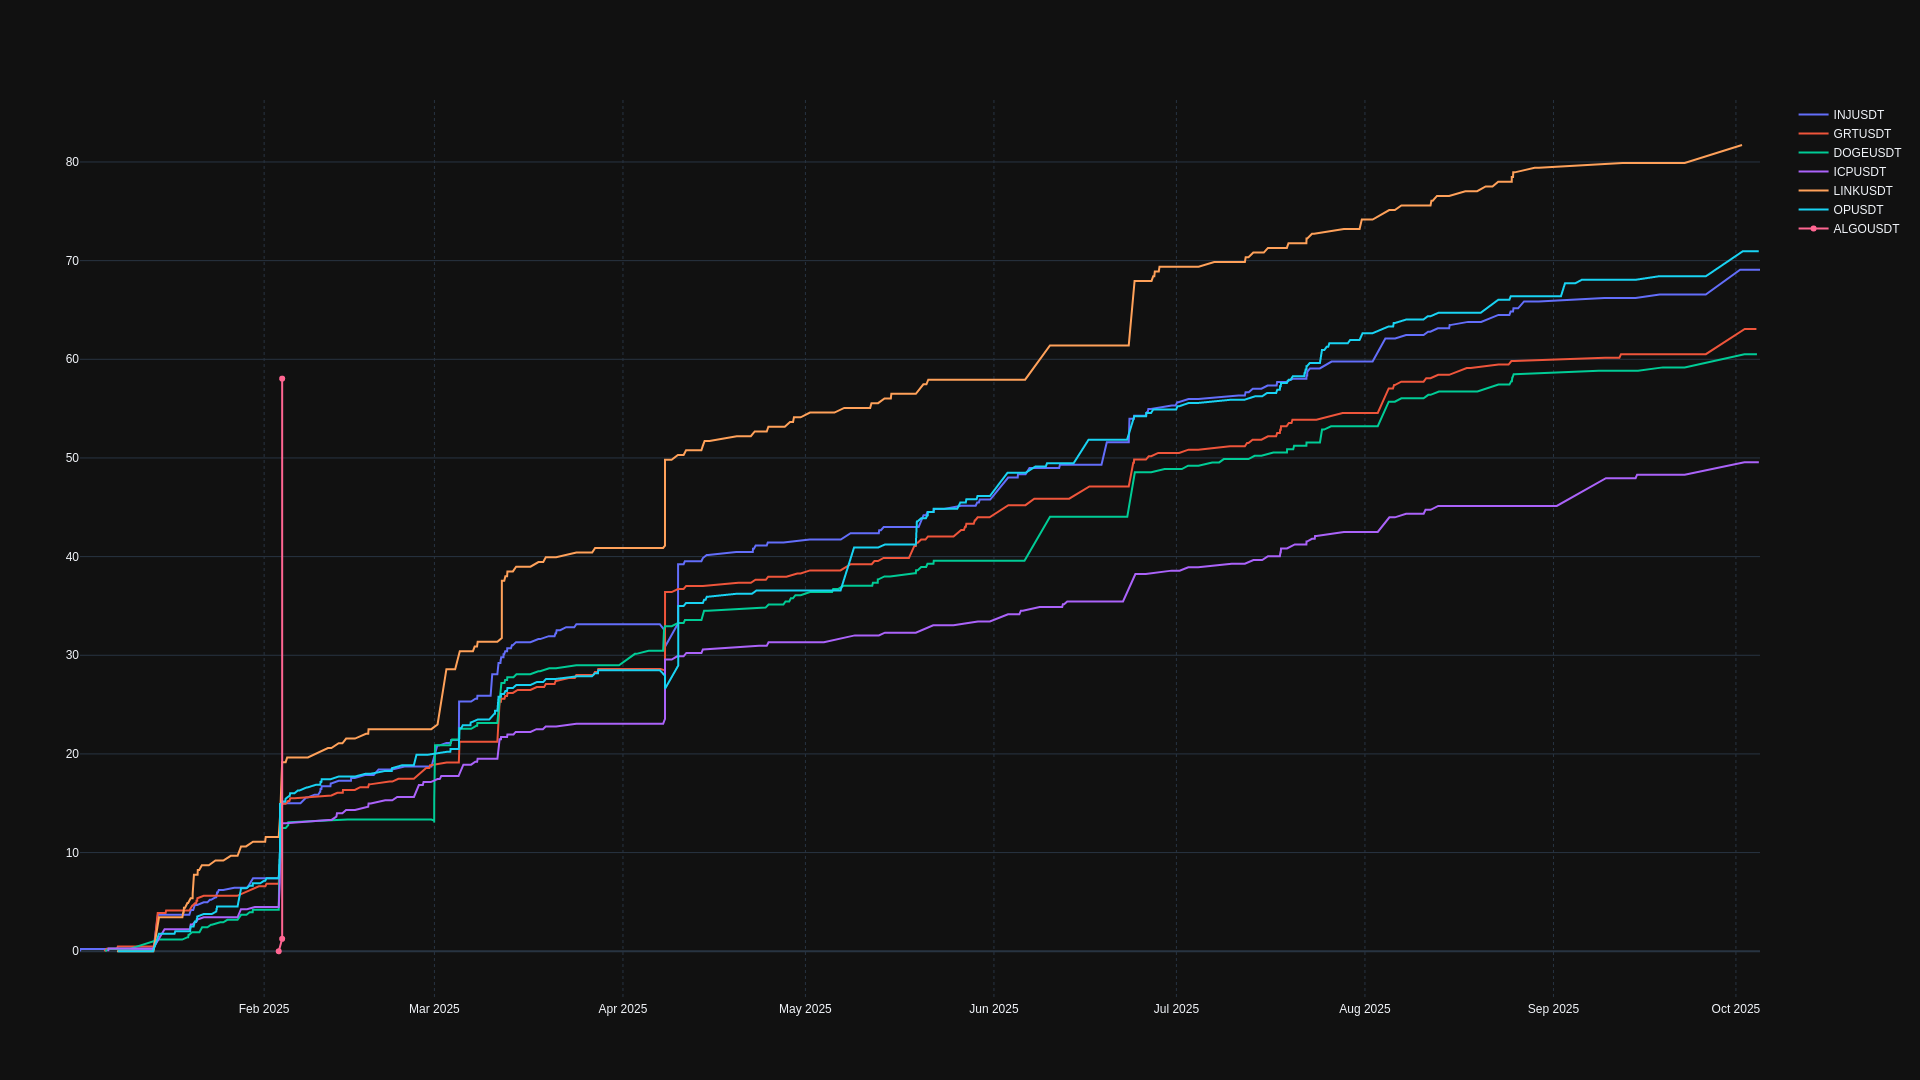 80
70
60
50
40
30
20
10
0
Feb 2025
Mar 2025
Apr 2025
May 2025
Jun 2025
Jul 2025
Aug 2025
Sep 2025
Oct 2025
INJUSDT
GRTUSDT
DOGEUSDT
ICPUSDT
LINKUSDT
OPUSDT
ALGOUSDT